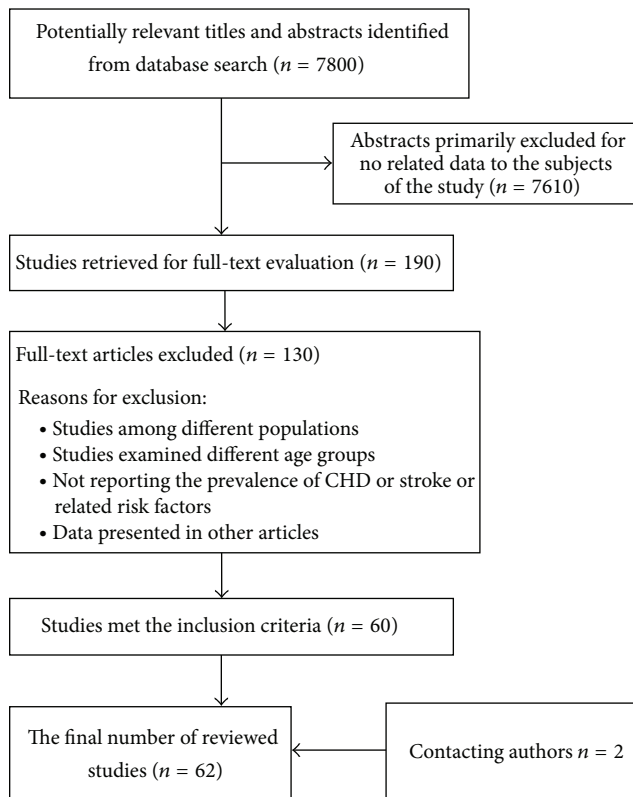 Potentially relevant titles and abstracts identified
from database search (n = 7800)
Abstracts primarily excluded for
no related data to the subjects
of the study (n = 7610)
Studies retrieved for full-text evaluation (n = 190)
Full-text articles excluded (n = 130)
Reasons for exclusion:
• Studies among different populations
• Studies examined different age groups
• Not reporting the prevalence of CHD or stroke or
related risk factors
• Data presented in other articles
Studies met the inclusion criteria (n = 60)
The final number of reviewed
studies (n = 62)
Contacting authors n = 2